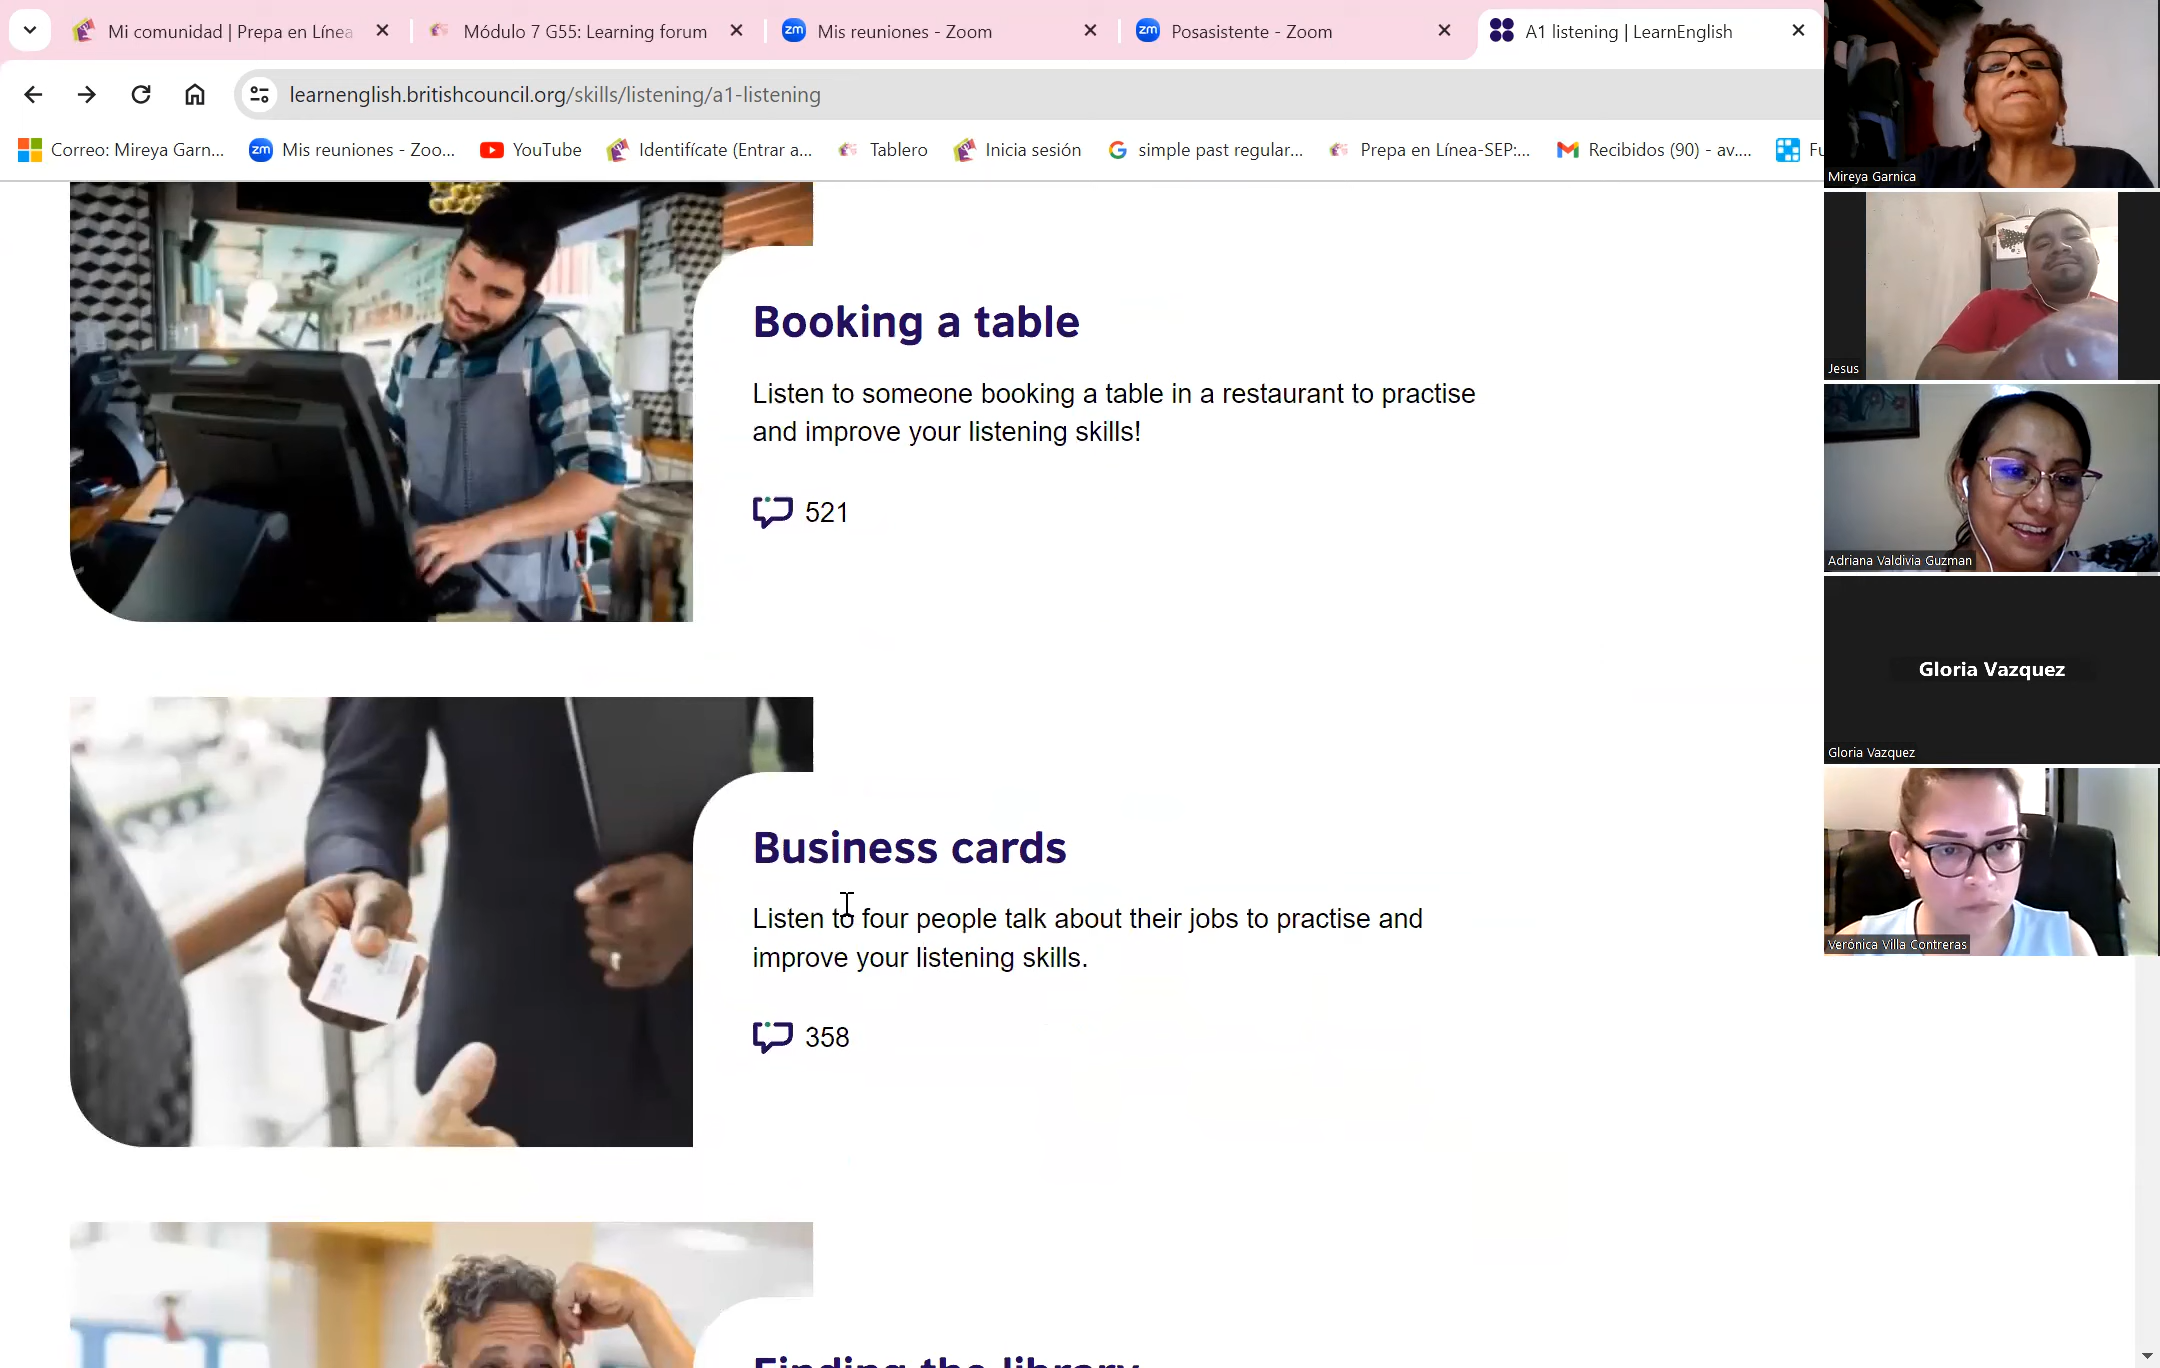 Mi comunidad | Prepa en Línea
Módulo 7 G55: Learning forum
Mis reuniones - Zoom
Posasistente - Zoom
A1 listening | LearnEnglish
learnenglish.britishcouncil.org/skills/listening/a1-listening
Correo: Mireya Garn...
Mis reuniones - Zoo...
YouTube
Identifícate (Entrar a...
Tablero
Inicia sesión
simple past regular...
Prepa en Línea-SEP:...
Recibidos (90) - av....
Fu
Booking a table
Listen to someone booking a table in a restaurant to practise
and improve your listening skills!
521
Business cards
Listen to four people talk about their jobs to practise and
improve your listening skills.
358
Finding the library
Mireya Garnica
Jesus
Adriana Valdivia Guzman
Gloria Vazquez
Gloria Vazquez
Verónica Villa Contreras